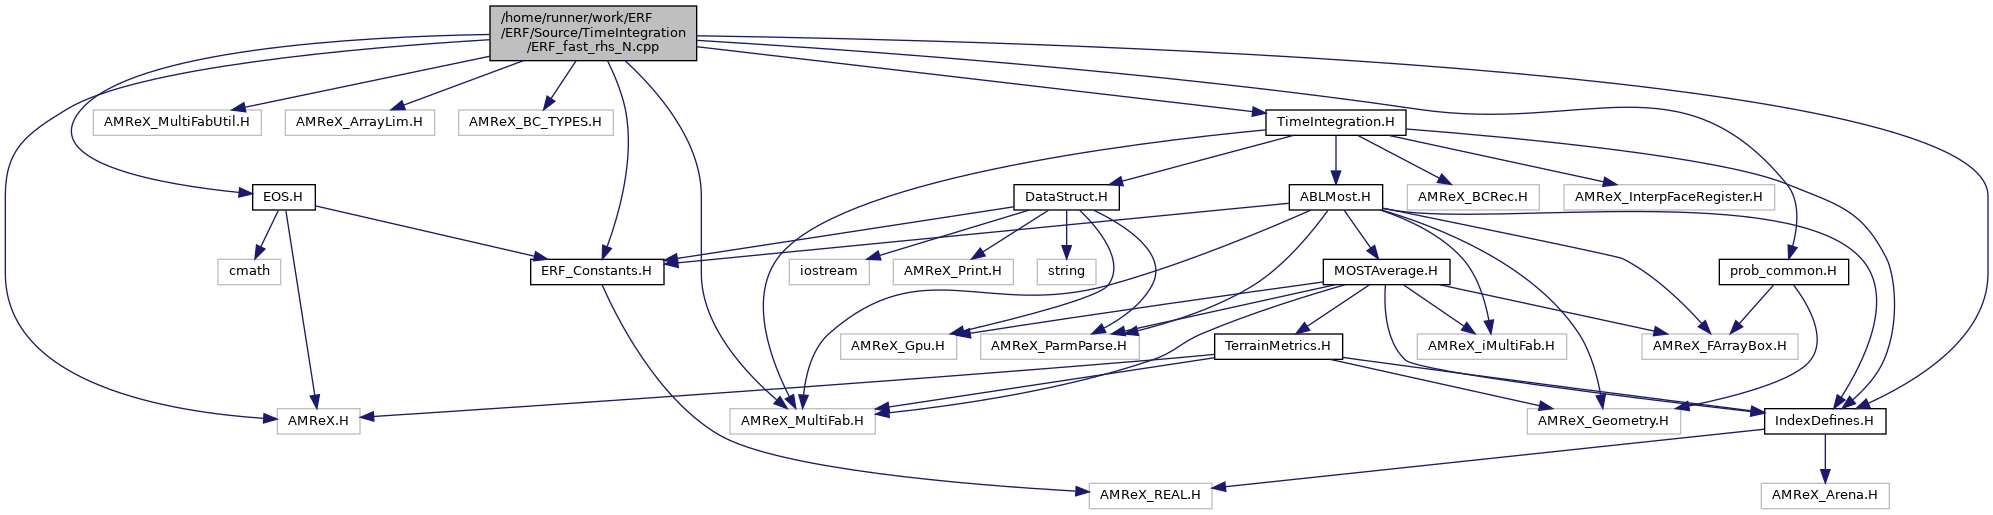 /home/runner/work/ERF
/ERF/Source/TimeIntegration
/ERF_fast_rhs_N.cpp
AMReX_MultiFabUtil.H
AMReX_ArrayLim.H
AMReX_BC_TYPES.H
TimeIntegration.H
EOS.H
DataStruct.H
ABLMost.H
AMReX_BCRec.H
AMReX_InterpFaceRegister.H
cmath
ERF_Constants.H
iostream
AMReX_Print.H
string
MOSTAverage.H
prob_common.H
AMReX_Gpu.H
AMReX_ParmParse.H
TerrainMetrics.H
AMReX_iMultiFab.H
AMReX_FArrayBox.H
AMReX.H
AMReX_MultiFab.H
AMReX_Geometry.H
IndexDefines.H
AMReX_REAL.H
AMReX_Arena.H